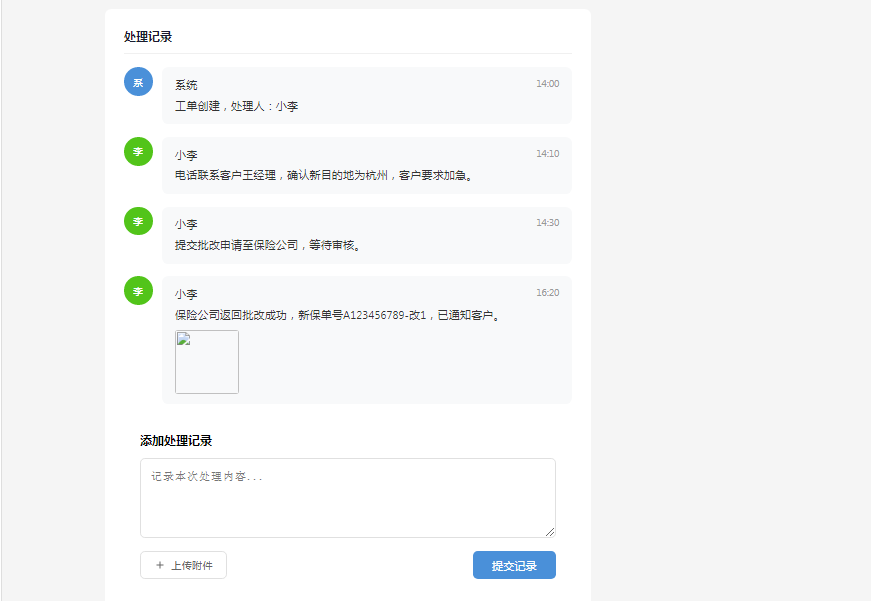 处理记录
系
系统
14:00
工单创建，处理人：小李
李
小李
14:10
电话联系客户王经理，确认新目的地为杭州，客户要求加急。
李
小李
14:30
提交批改申请至保险公司，等待审核。
李
小李
16:20
保险公司返回批改成功，新保单号A123456789-改1，已通知客户。
添加处理记录
记录本次处理内容...
+ 上传附件
提交记录